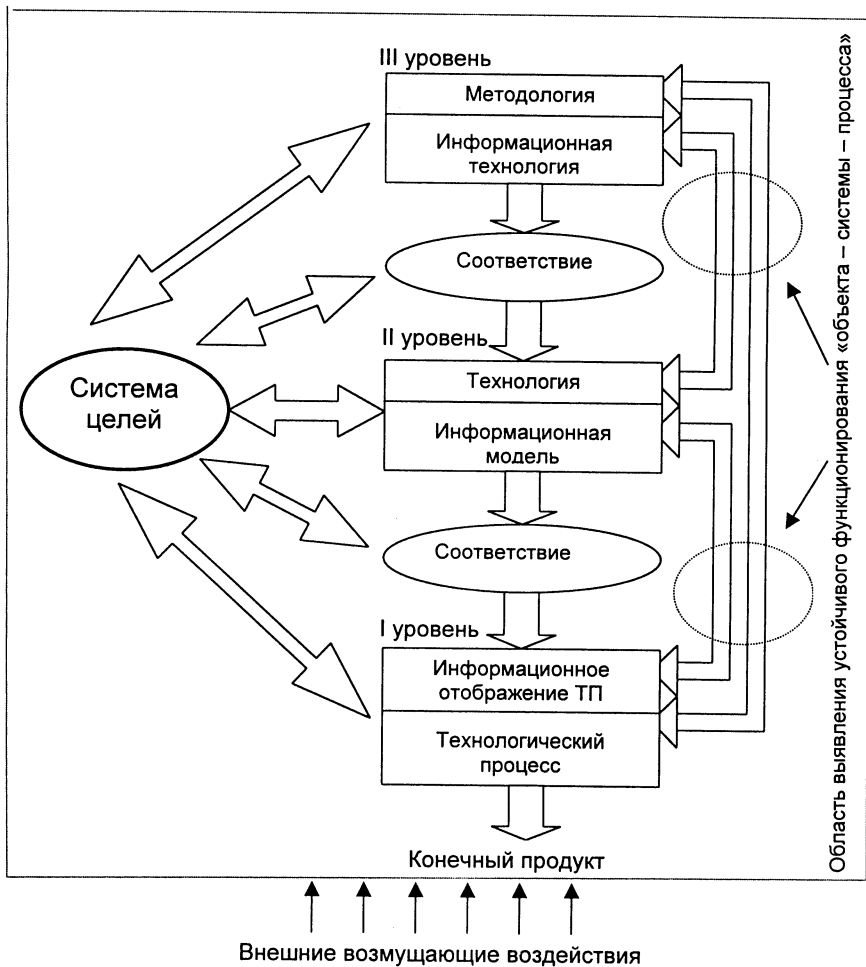 III уровень
Методология
Информационная
технология
Соответствие
II уровень
Технология
Информационная
модель
Система
целей
Соответствие
I уровень
Информационное
отображение ТП
Технологический
процесс
Конечный продукт
Внешние возмущающие воздействия
Область выявления устойчивого функционирования «объекта – системы – процесса»